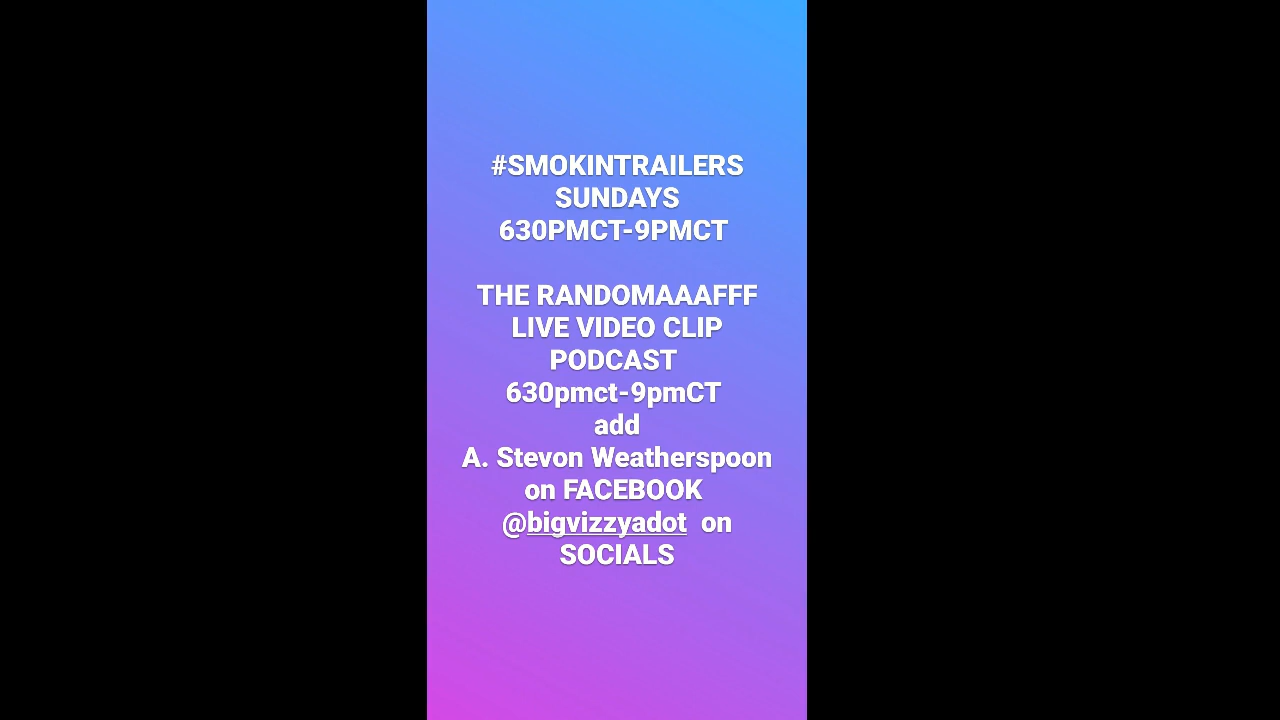 #SMOKINTRAILERS
SUNDAYS
630PMCT-9PMCT
THE RANDOMAAAFFF
LIVE VIDEO CLIP
PODCAST
630pmct-9pmCT
add
A. Stevon Weatherspoon
on FACEBOOK
@bigvizzyadot on
SOCIALS